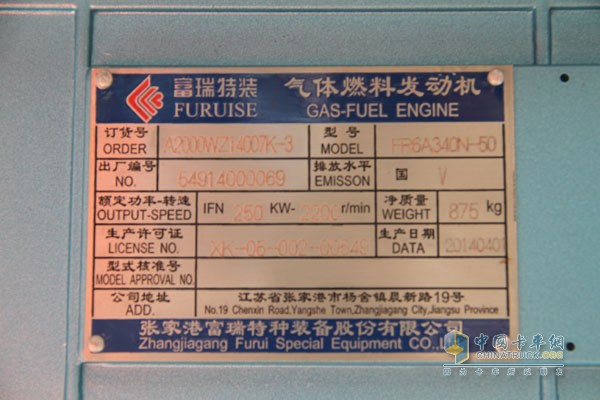 富瑞特装 气体燃料发动机
FURUISE GAS-FUEL ENGINE
订货号 A2000WZ14007K-3 型号 FR6A340N-50
ORDER MODEL
出厂编号 64914000069 排放水平 国 V
NO. EMISSON
额定功率-转速 IFN 250 KW- 2200 r/min 净质量 875 kg
OUTPUT-SPEED WEIGHT
生产许可证 XK-06-002-00646 生产日期 20140401
LICENSE NO. DATA
型式核准号
MODEL APPROVAL NO.
公司地址 江苏省张家港市杨舍镇晨新路19号
ADD. No.19 Chenxin Road,Yangshe Town,Zhangjiagang City,Jiangsu Province
张家港富瑞特种装备股份有限公司
Zhangjiagang Furui Special Equipment CO.,L
中国卡车网
CHINATRUCK.ORG